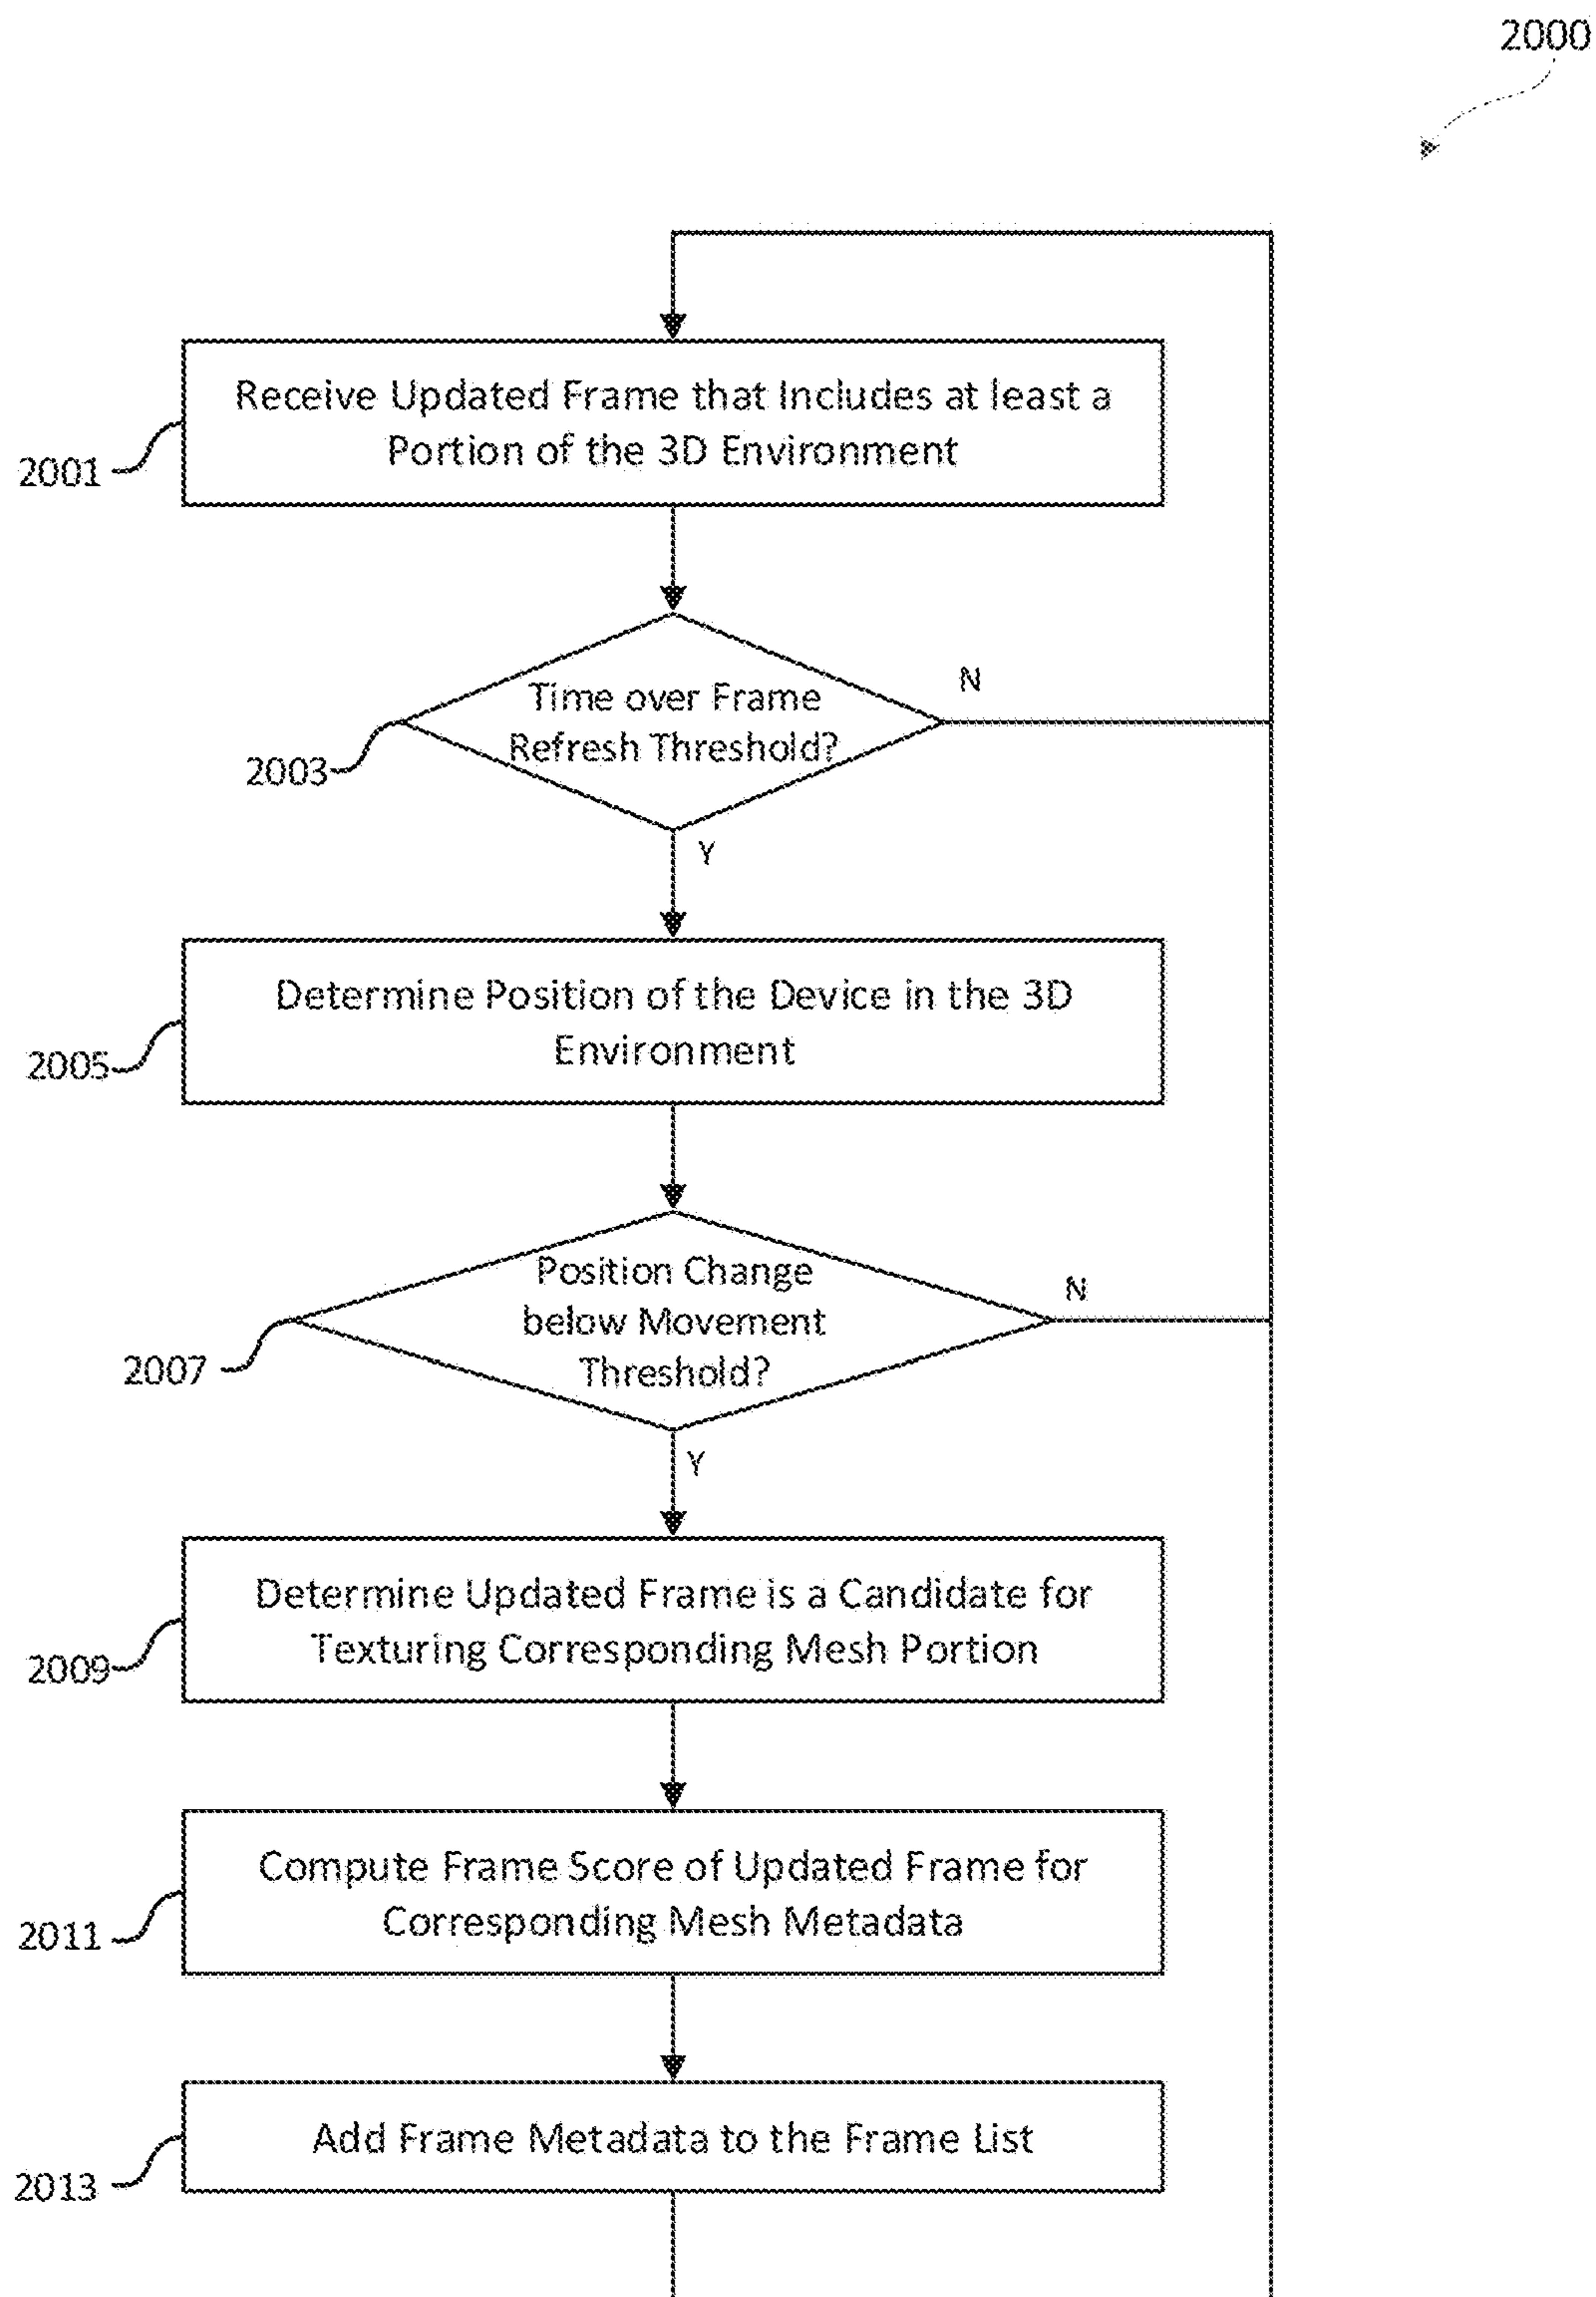 2000
Receive Updated Frame that Includes at least a
Portion of the 3D Environment
2001
Time over Frame
Refresh Threshold?
N
2003
Y
Determine Position of the Device in the 3D
Environment
2005
Position Change
below Movement
Threshold?
N
2007
Y
Determine Updated Frame is a Candidate for
Texturing Corresponding Mesh Portion
2009
Compute Frame Score of Updated Frame for
Corresponding Mesh Metadata
2011
Add Frame Metadata to the Frame List
2013